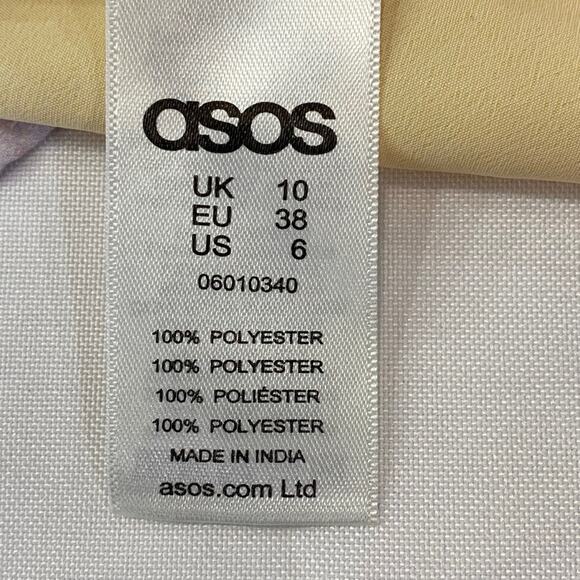 asos
UK 10
EU 38
US 6
06010340
100% POLYESTER
100% POLYESTER
100% POLIÉSTER
100% POLYESTER
MADE IN INDIA
asos.com Ltd